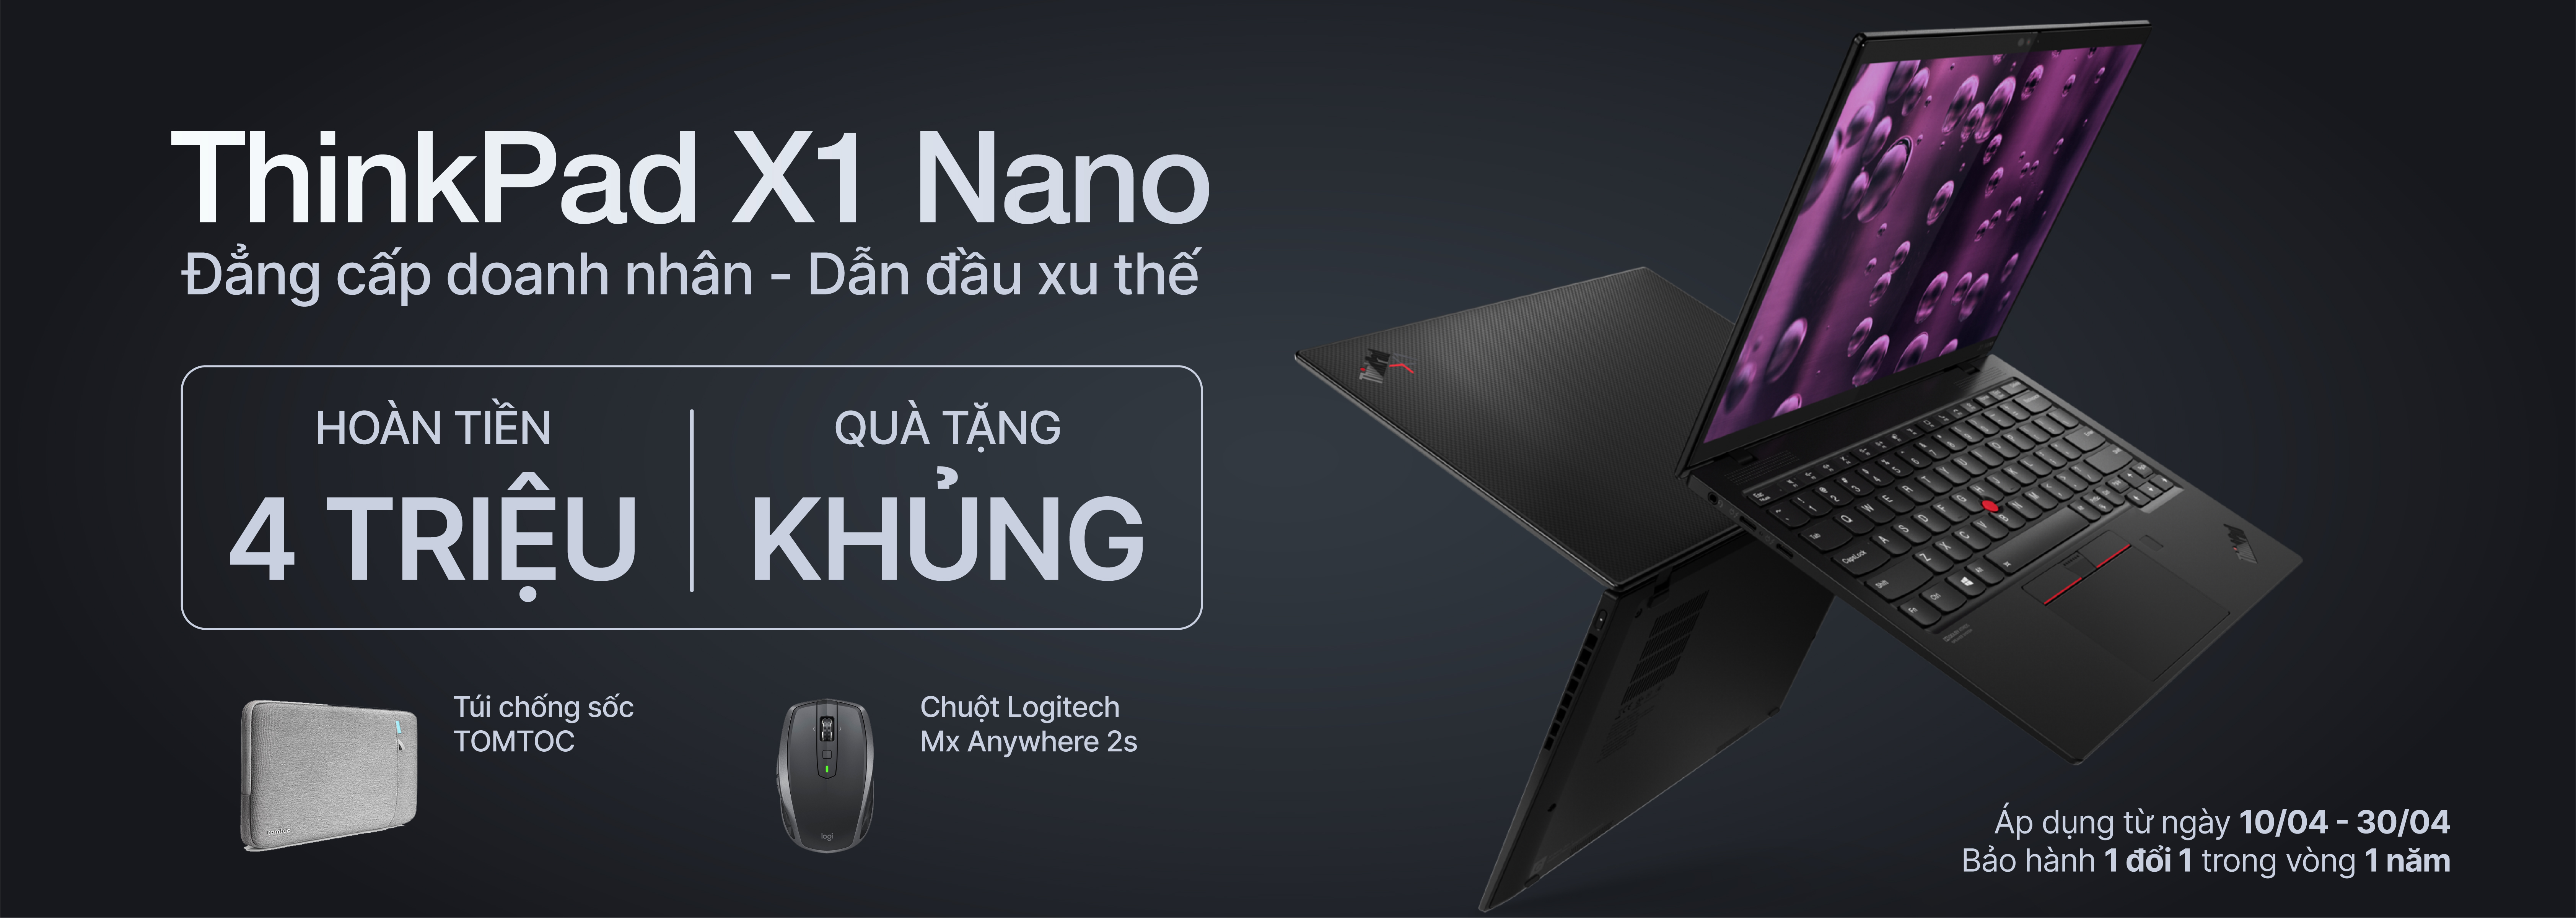 ThinkPad X1 Nano
Đẳng cấp doanh nhân - Dẫn đầu xu thế
HOÀN TIỀN
4 TRIỆU
QUÀ TẶNG
KHỦNG
Túi chống sốc
TOMTOC
tomtoc
Chuột Logitech
Mx Anywhere 2s
logi
Áp dụng từ ngày 10/04 - 30/04
Bảo hành 1 đổi 1 trong vòng 1 năm